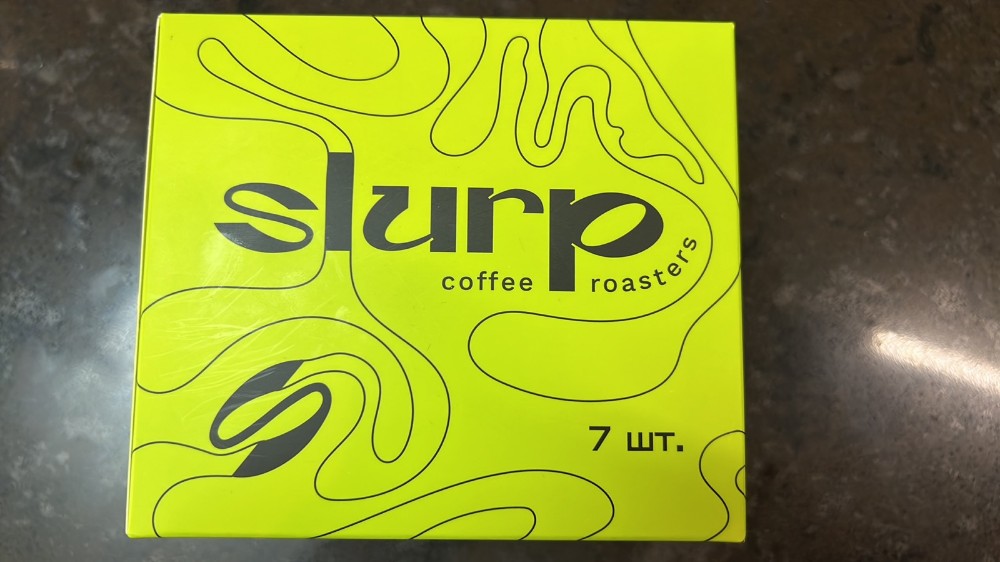 slurp
coffee roasters
7 шт.